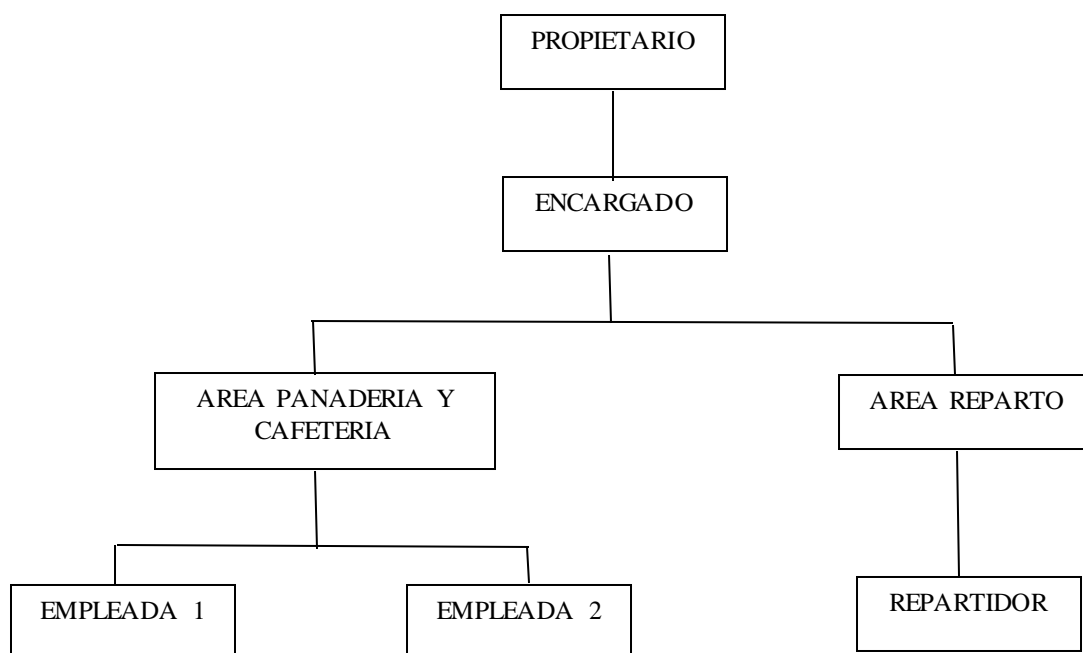 PROPIETARIO
ENCARGADO
AREA PANADERIA Y
CAFETERIA
AREA REPARTO
EMPLEADA 1
EMPLEADA 2
REPARTIDOR